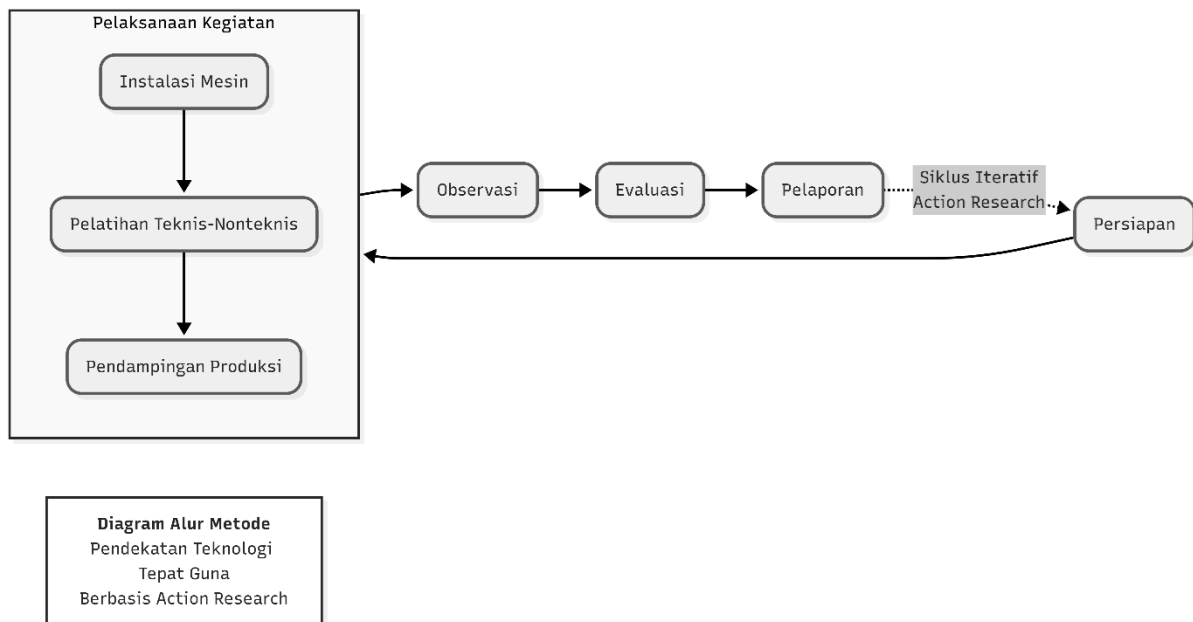 Pelaksanaan Kegiatan
Instalasi Mesin
Pelatihan Teknis-Nonteknis
Pendampingan Produksi
Observasi
Evaluasi
Pelaporan
Siklus Iteratif
Action Research
Persiapan
Diagram Alur Metode
Pendekatan Teknologi
Tepat Guna
Berbasis Action Research